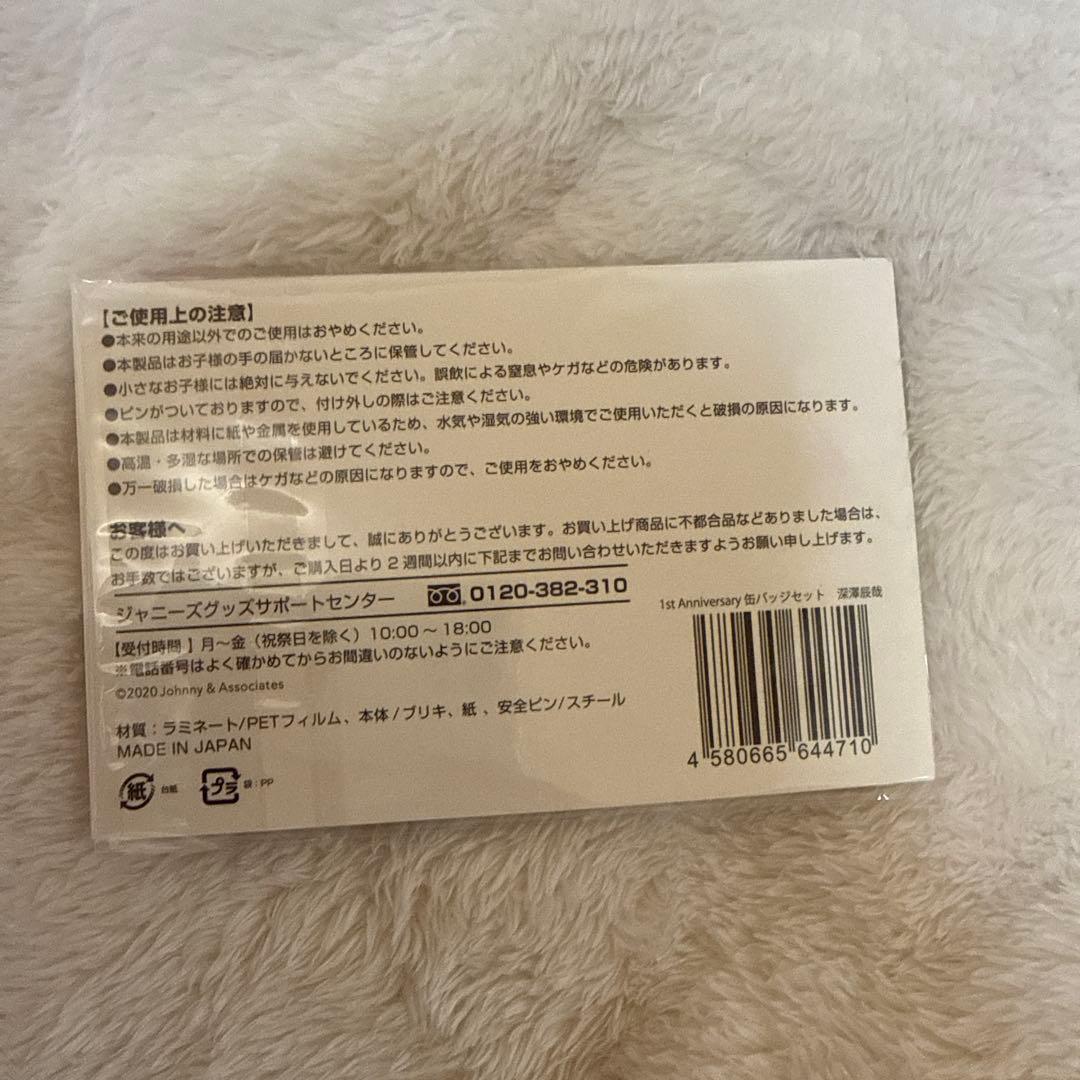 【ご使用上の注意】
●本来の用途以外でのご使用はおやめください。
●本製品はお子様の手の届かないところに保管してください。
●小さなお子様には絶対に与えないでください。誤飲による窒息やケガなどの危険があります。
●ピンがついておりますので、付け外しの際はご注意ください。
●本製品は材料に紙や金属を使用しているため、水気や湿気の強い環境でご使用いただくと破損の原因になります。
●高温・多湿な場所での保管は避けてください。
●万一破損した場合はケガなどの原因になりますので、ご使用をおやめください。
お客様へ
この度はお買い上げいただきまして、誠にありがとうございます。お買い上げ商品に不都合品などありました場合は、
お手数ではございますが、ご購入日より2週間以内に下記までお問い合わせいただきますようお願い申し上げます。
ジャニーズグッズサポートセンター 0120-382-310
【受付時間】月〜金（祝祭日を除く）10:00〜18:00
※電話番号はよく確かめてからお間違いのないようにご注意ください。
©2020 Johnny & Associates
材質：ラミネート/PETフィルム、本体/ブリキ、紙、安全ピン/スチール
MADE IN JAPAN
紙 台紙 プラ 袋：PP
1st Anniversary 缶バッジセット 深澤辰哉
4 580665 644710